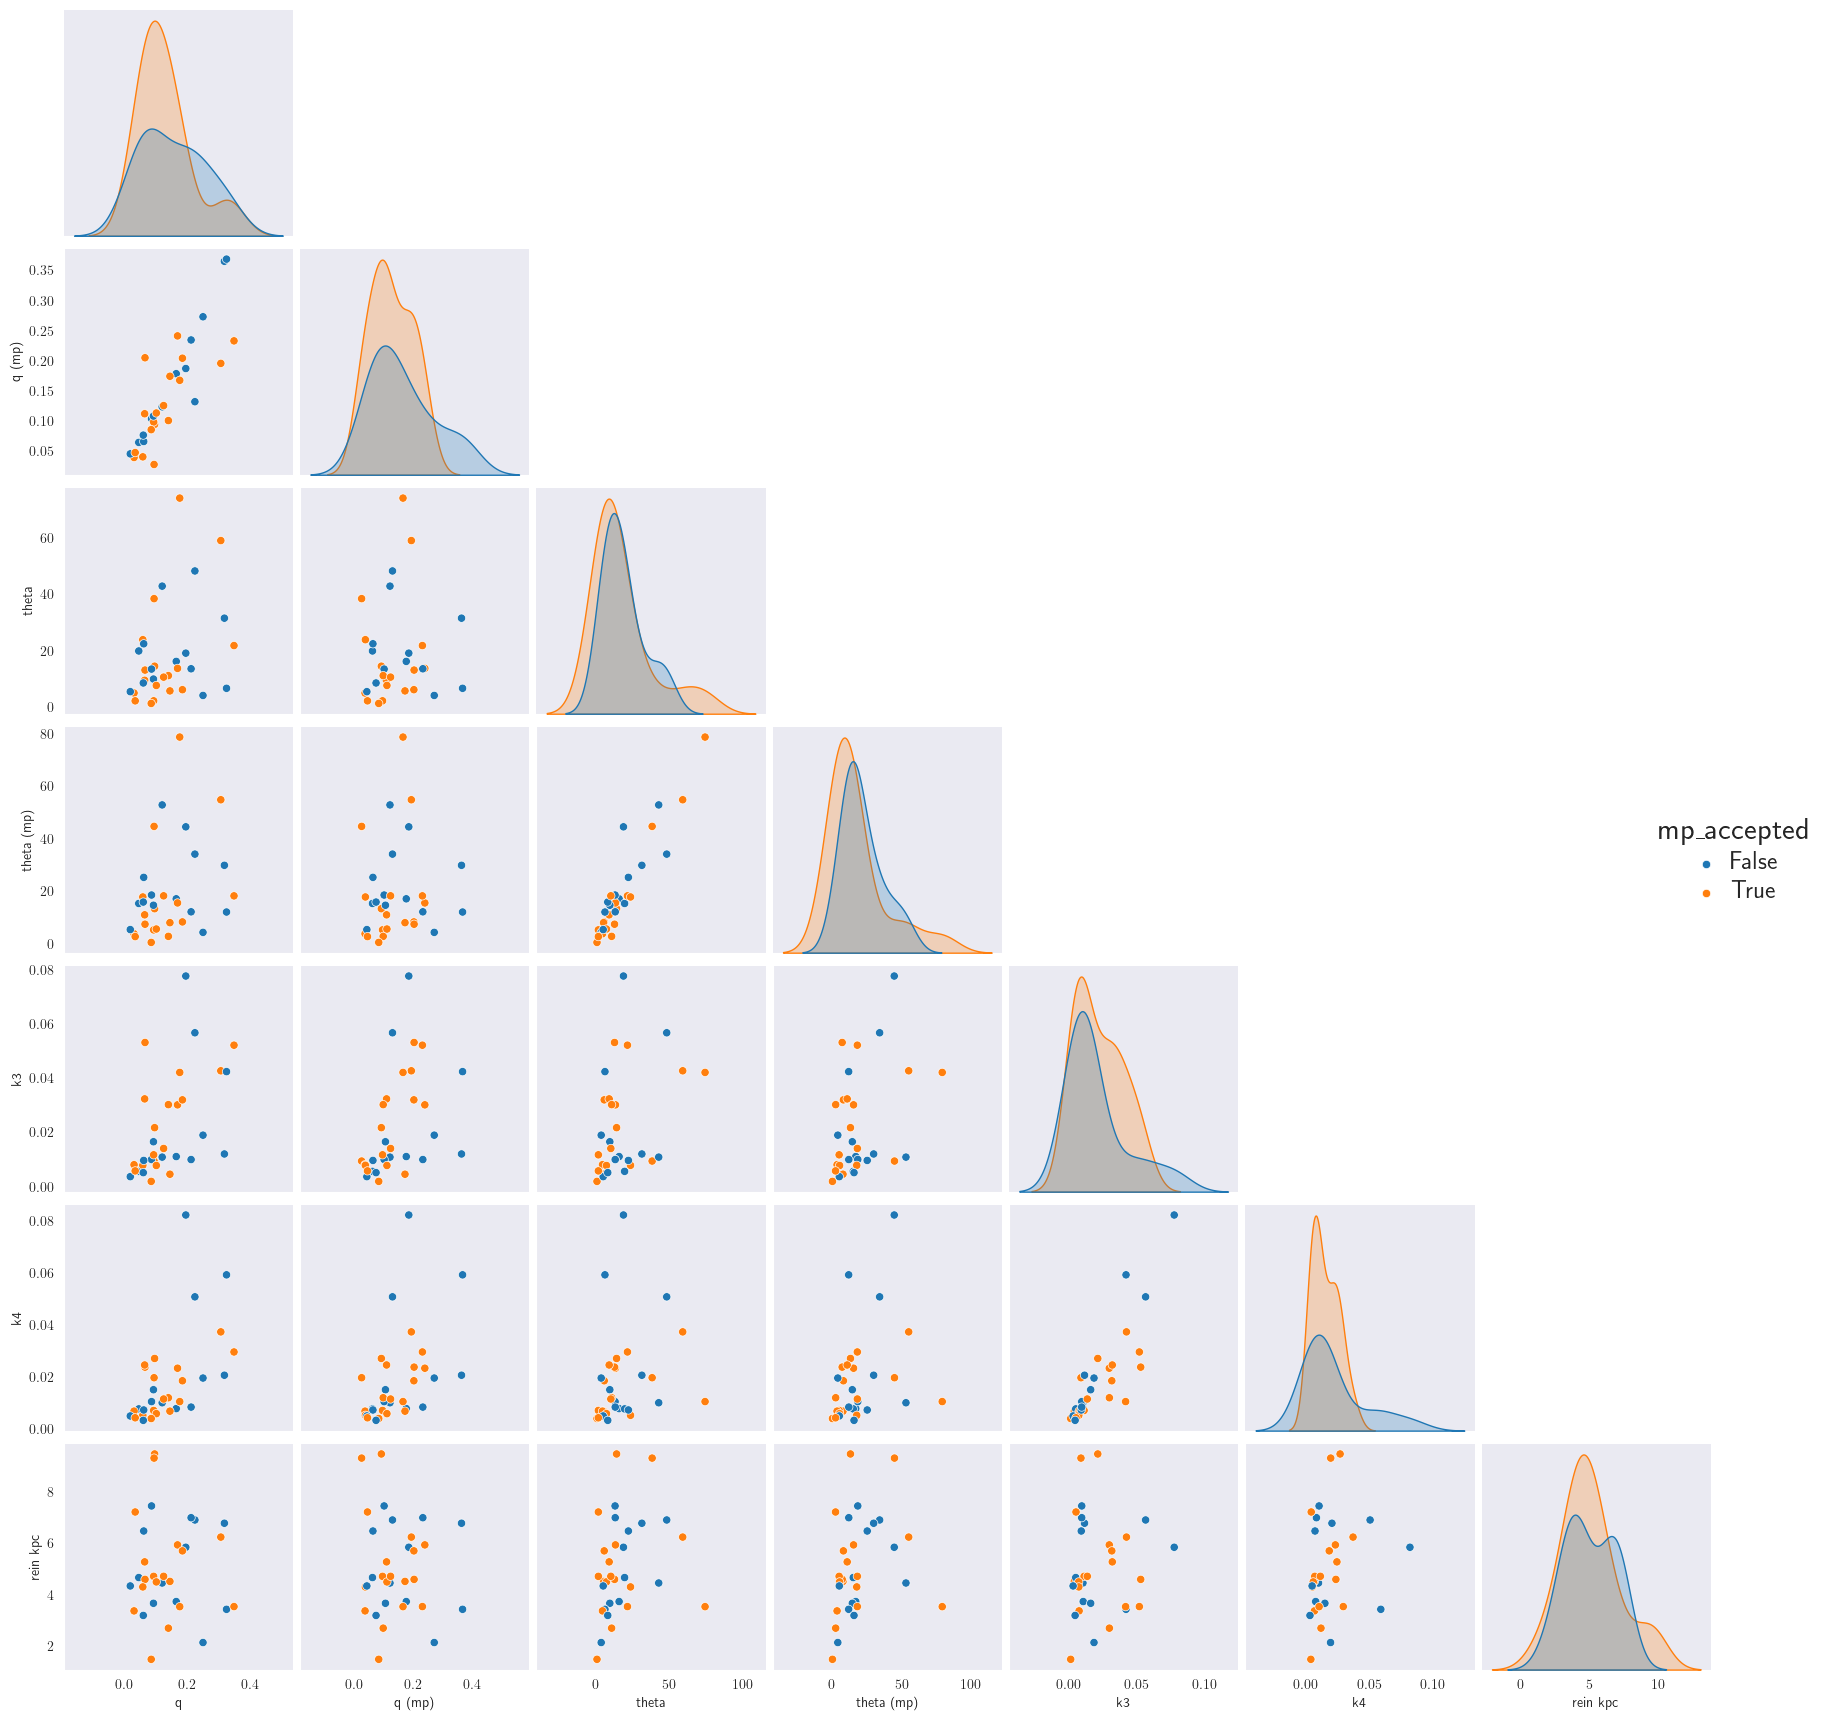 0.35
0.30
0.25
0.20
0.15
0.10
0.05
q (mp)
60
40
20
0
theta
80
60
40
20
0
theta (mp)
mp_accepted
False
True
0.08
0.06
0.04
0.02
0.00
k3
0.08
0.06
0.04
0.02
0.00
k4
8
6
4
2
rein kpc
0.0 0.2 0.4 0.0 0.2 0.4 0 50 100 0 50 100 0.00 0.05 0.10 0.00 0.05 0.10 0 5 10
q q (mp) theta theta (mp) k3 k4 rein kpc